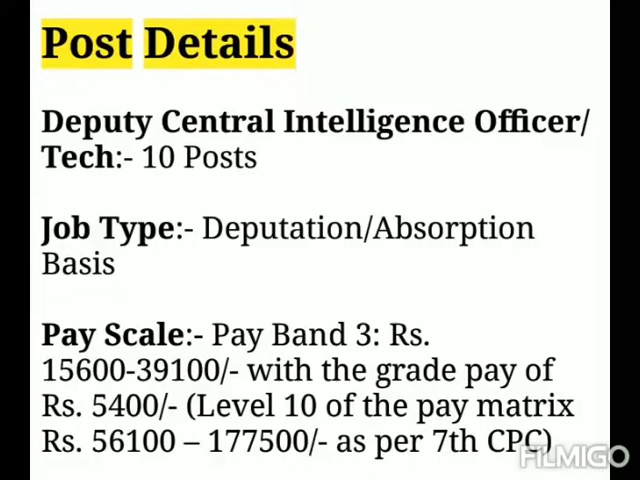 Post Details
Deputy Central Intelligence Officer/
Tech:- 10 Posts
Job Type:- Deputation/Absorption
Basis
Pay Scale:- Pay Band 3: Rs.
15600-39100/- with the grade pay of
Rs. 5400/- (Level 10 of the pay matrix
Rs. 56100 – 177500/- as per 7th CPC)
FILMIGO